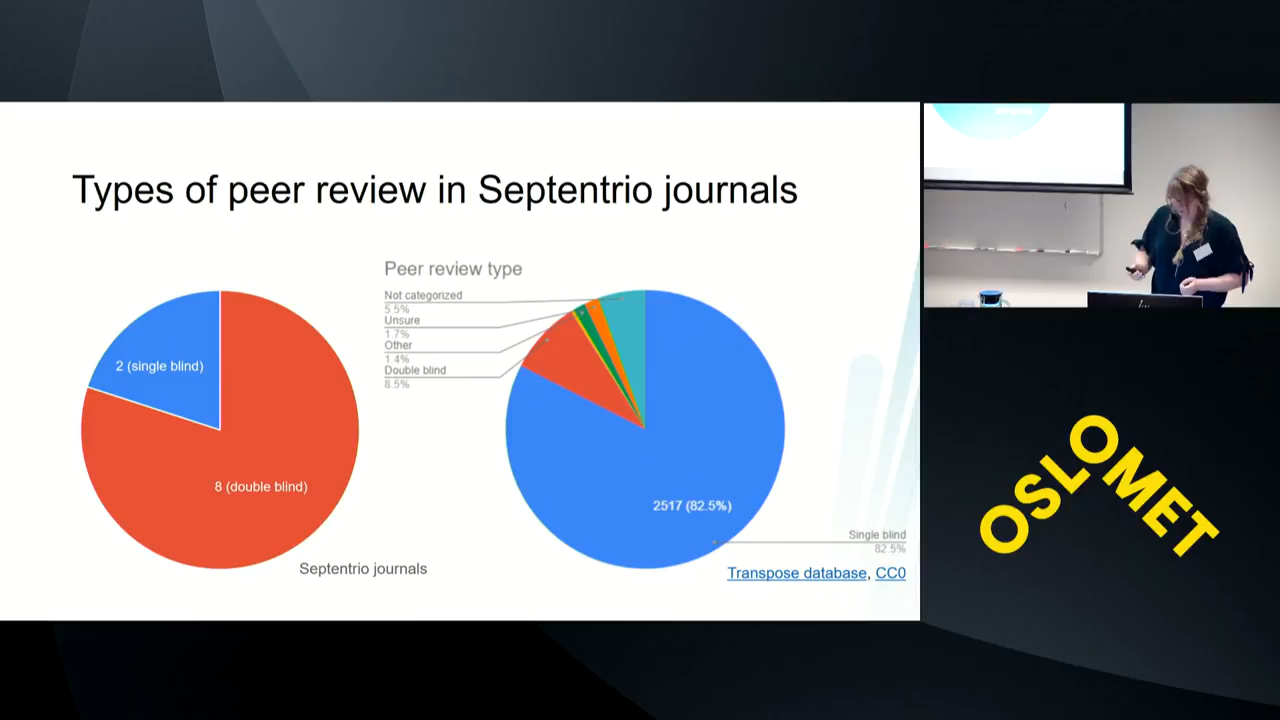 Types of peer review in Septentrio journals
2 (single blind)
8 (double blind)
Septentrio journals
Peer review type
Not categorized
5.5%
Unsure
1.7%
Other
1.4%
Double blind
8.5%
2517 (82.5%)
Single blind
82.5%
Transpose database, CC0
OSLOMET